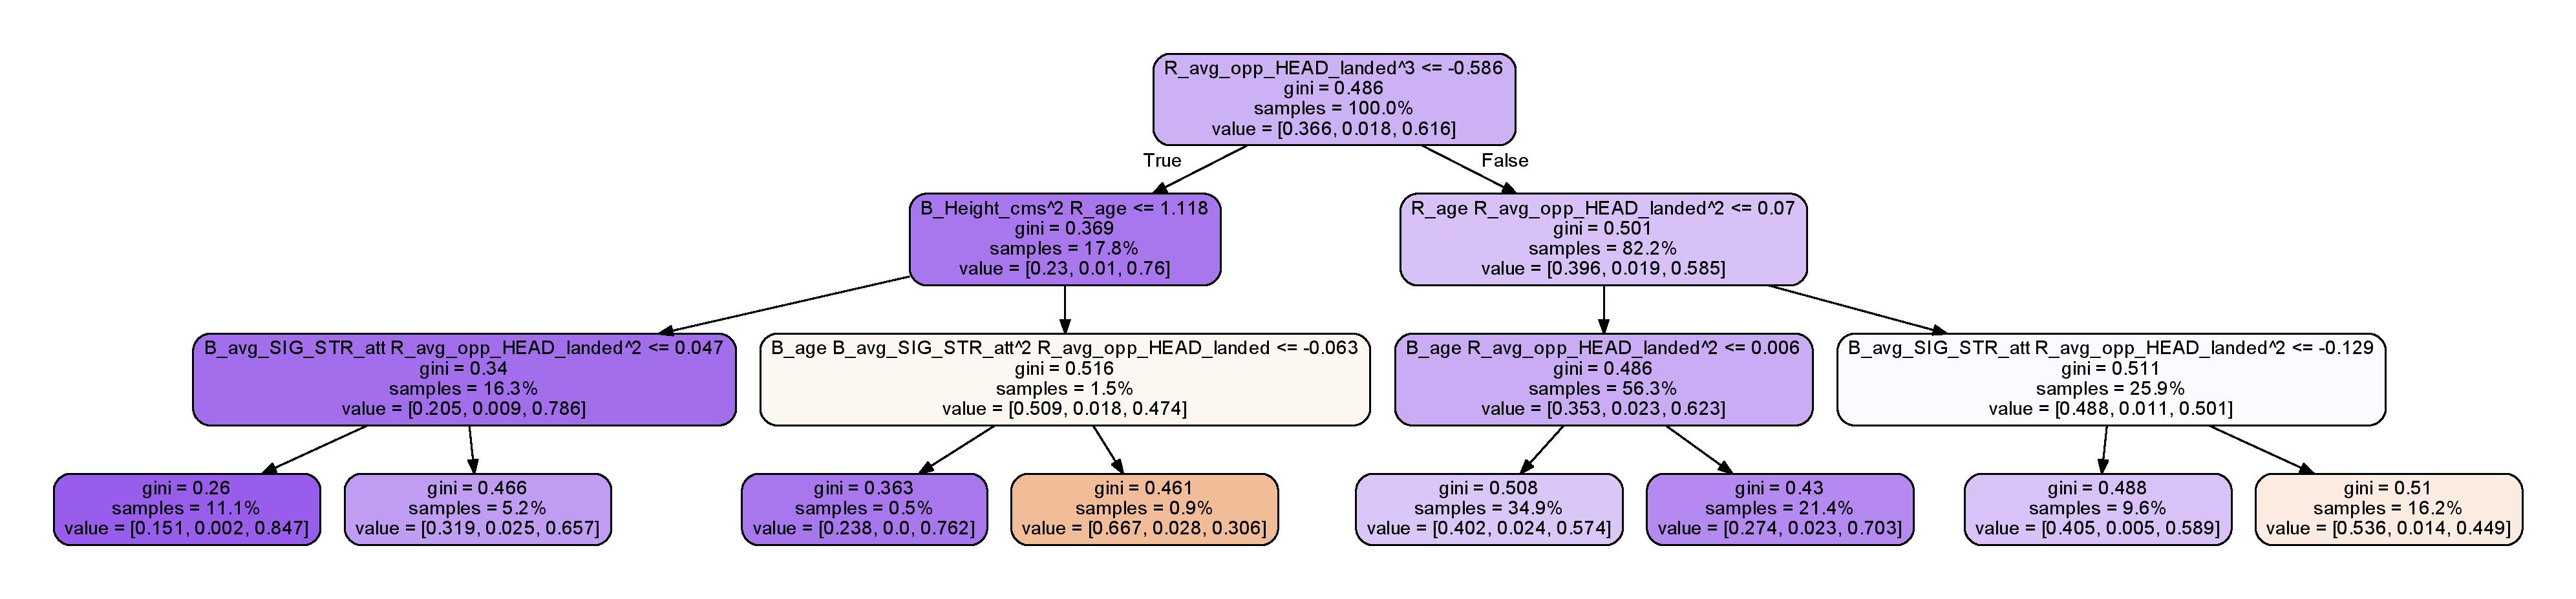 R_avg_opp_HEAD_landed^3 <= -0.586
gini = 0.486
samples = 100.0%
value = [0.366, 0.018, 0.616]
True
False
B_Height_cms^2 R_age <= 1.118
gini = 0.369
samples = 17.8%
value = [0.23, 0.01, 0.76]
R_age R_avg_opp_HEAD_landed^2 <= 0.07
gini = 0.501
samples = 82.2%
value = [0.396, 0.019, 0.585]
B_avg_SIG_STR_att R_avg_opp_HEAD_landed^2 <= 0.047
gini = 0.34
samples = 16.3%
value = [0.205, 0.009, 0.786]
B_age B_avg_SIG_STR_att^2 R_avg_opp_HEAD_landed <= -0.063
gini = 0.516
samples = 1.5%
value = [0.509, 0.018, 0.474]
B_age R_avg_opp_HEAD_landed^2 <= 0.006
gini = 0.486
samples = 56.3%
value = [0.353, 0.023, 0.623]
B_avg_SIG_STR_att R_avg_opp_HEAD_landed^2 <= -0.129
gini = 0.511
samples = 25.9%
value = [0.488, 0.011, 0.501]
gini = 0.26
samples = 11.1%
value = [0.151, 0.002, 0.847]
gini = 0.466
samples = 5.2%
value = [0.319, 0.025, 0.657]
gini = 0.363
samples = 0.5%
value = [0.238, 0.0, 0.762]
gini = 0.461
samples = 0.9%
value = [0.667, 0.028, 0.306]
gini = 0.508
samples = 34.9%
value = [0.402, 0.024, 0.574]
gini = 0.43
samples = 21.4%
value = [0.274, 0.023, 0.703]
gini = 0.488
samples = 9.6%
value = [0.405, 0.005, 0.589]
gini = 0.51
samples = 16.2%
value = [0.536, 0.014, 0.449]